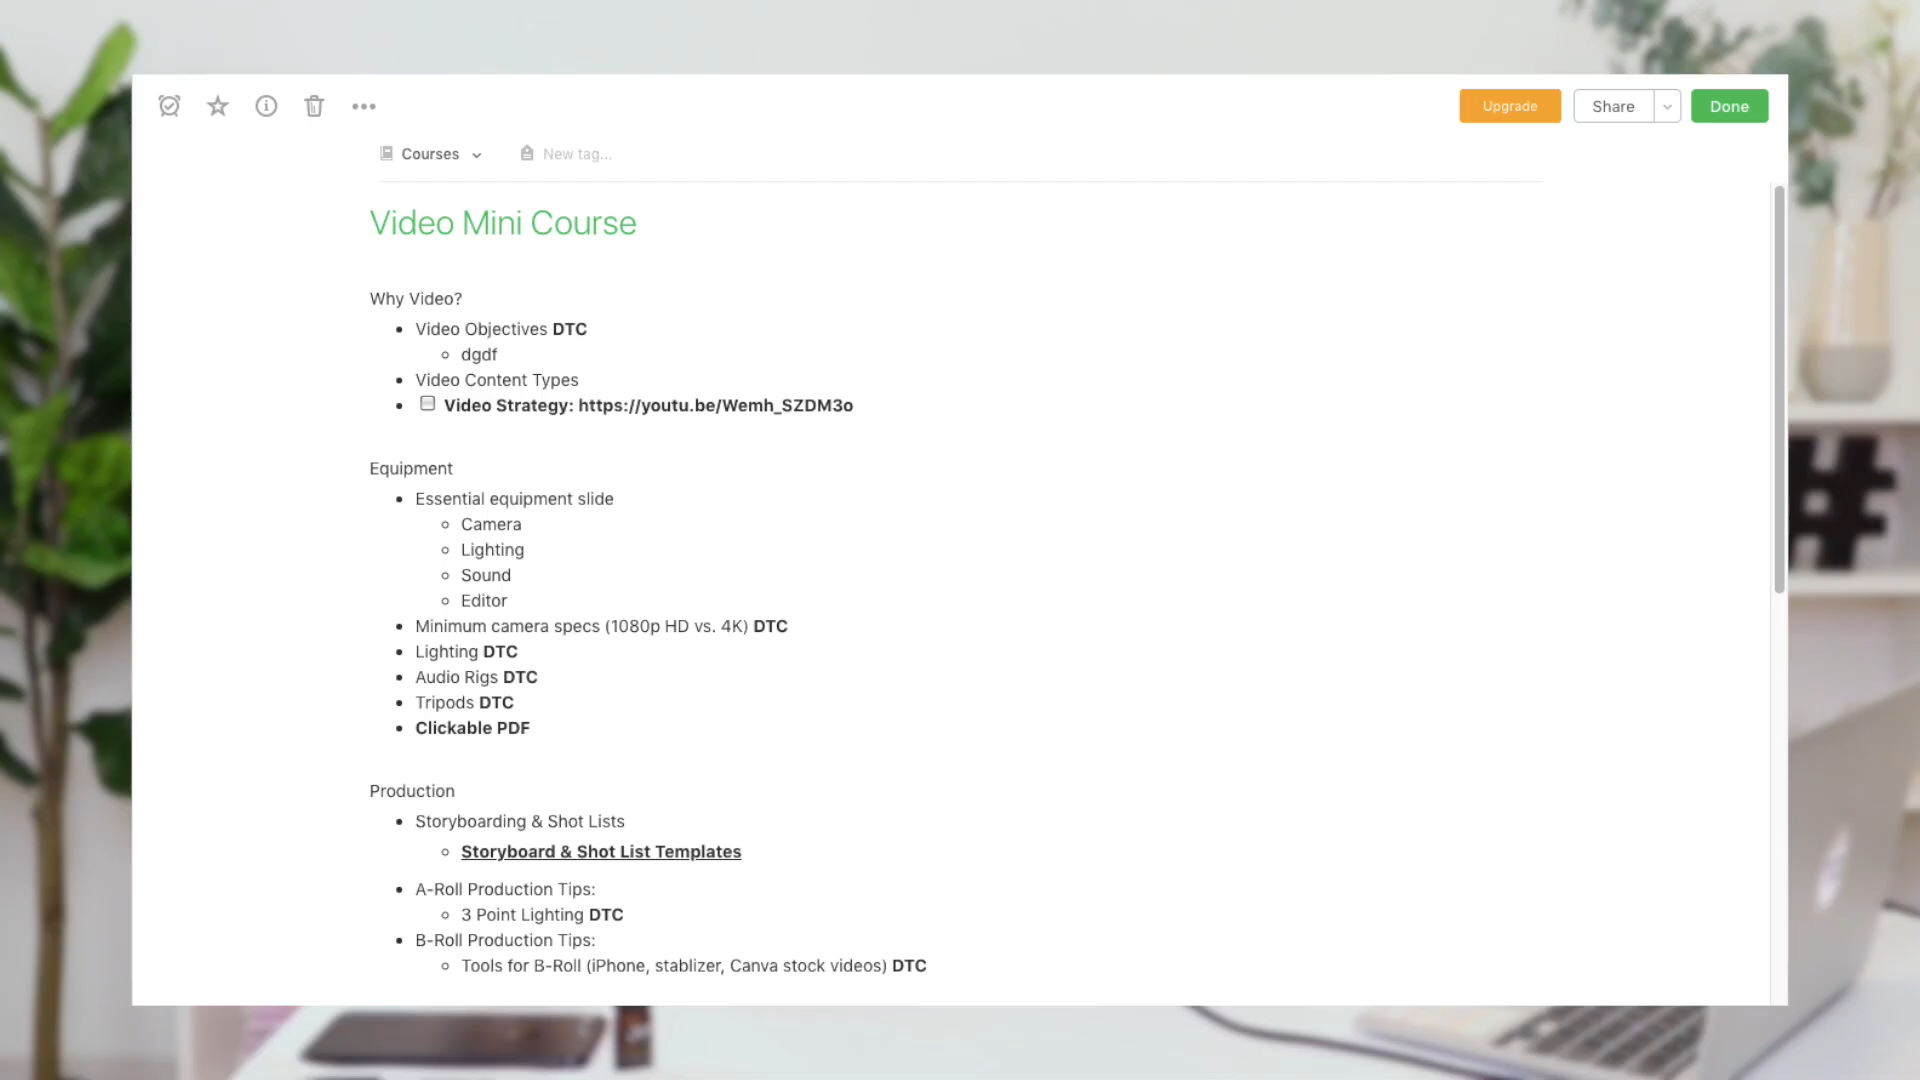 Upgrade
Share
Done
Courses
New tag...
Video Mini Course
Why Video?
Video Objectives DTC
dgdf
Video Content Types
Video Strategy: https://youtu.be/Wemh_SZDM3o
Equipment
Essential equipment slide
Camera
Lighting
Sound
Editor
Minimum camera specs (1080p HD vs. 4K) DTC
Lighting DTC
Audio Rigs DTC
Tripods DTC
Clickable PDF
Production
Storyboarding & Shot Lists
Storyboard & Shot List Templates
A-Roll Production Tips:
3 Point Lighting DTC
B-Roll Production Tips:
Tools for B-Roll (iPhone, stablizer, Canva stock videos) DTC
#